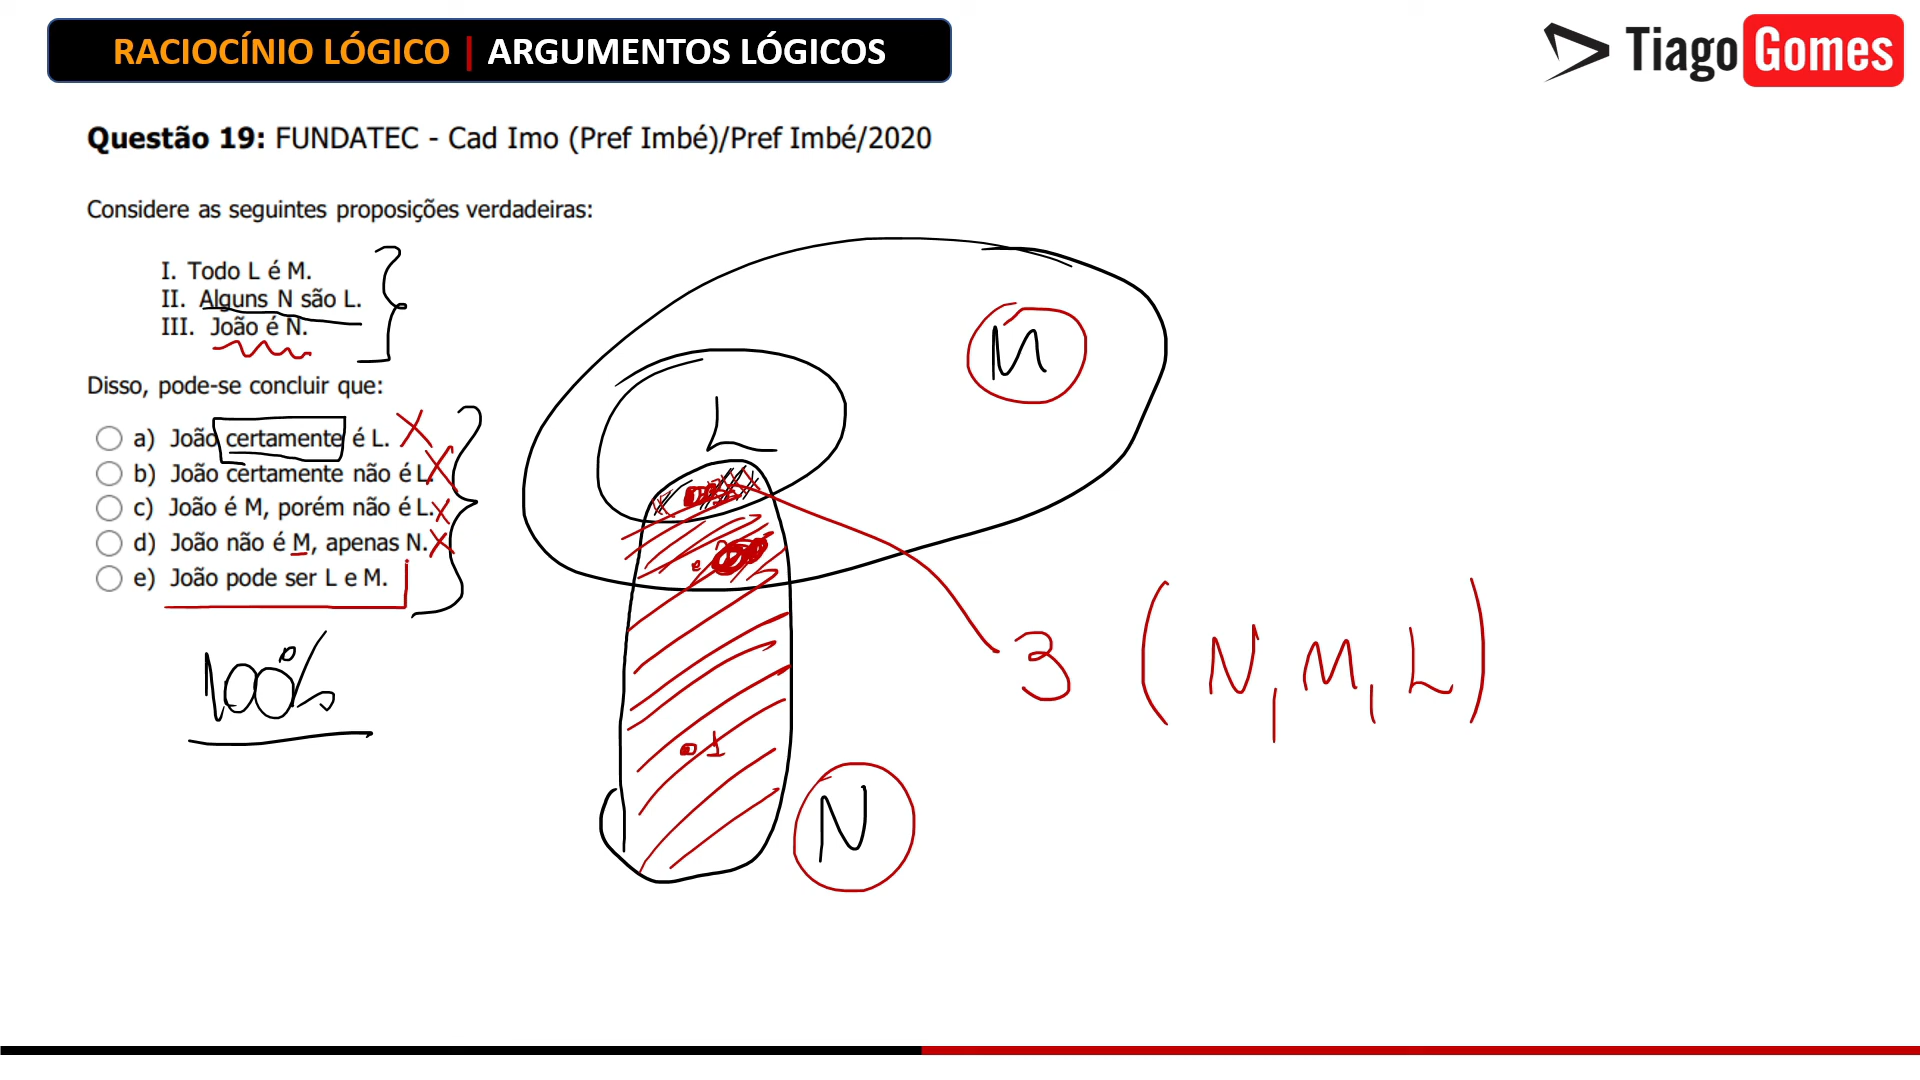 RACIOCÍNIO LÓGICO | ARGUMENTOS LÓGICOS
Tiago Gomes
Questão 19: FUNDATEC - Cad Imo (Pref Imbé)/Pref Imbé/2020
Considere as seguintes proposições verdadeiras:
I. Todo L é M.
II. Alguns N são L.
III. João é N.
Disso, pode-se concluir que:
a) João certamente é L.
b) João certamente não é L.
c) João é M, porém não é L.
d) João não é M, apenas N.
e) João pode ser L e M.
100%
M
L
2
1
N
3 (N, M, L)